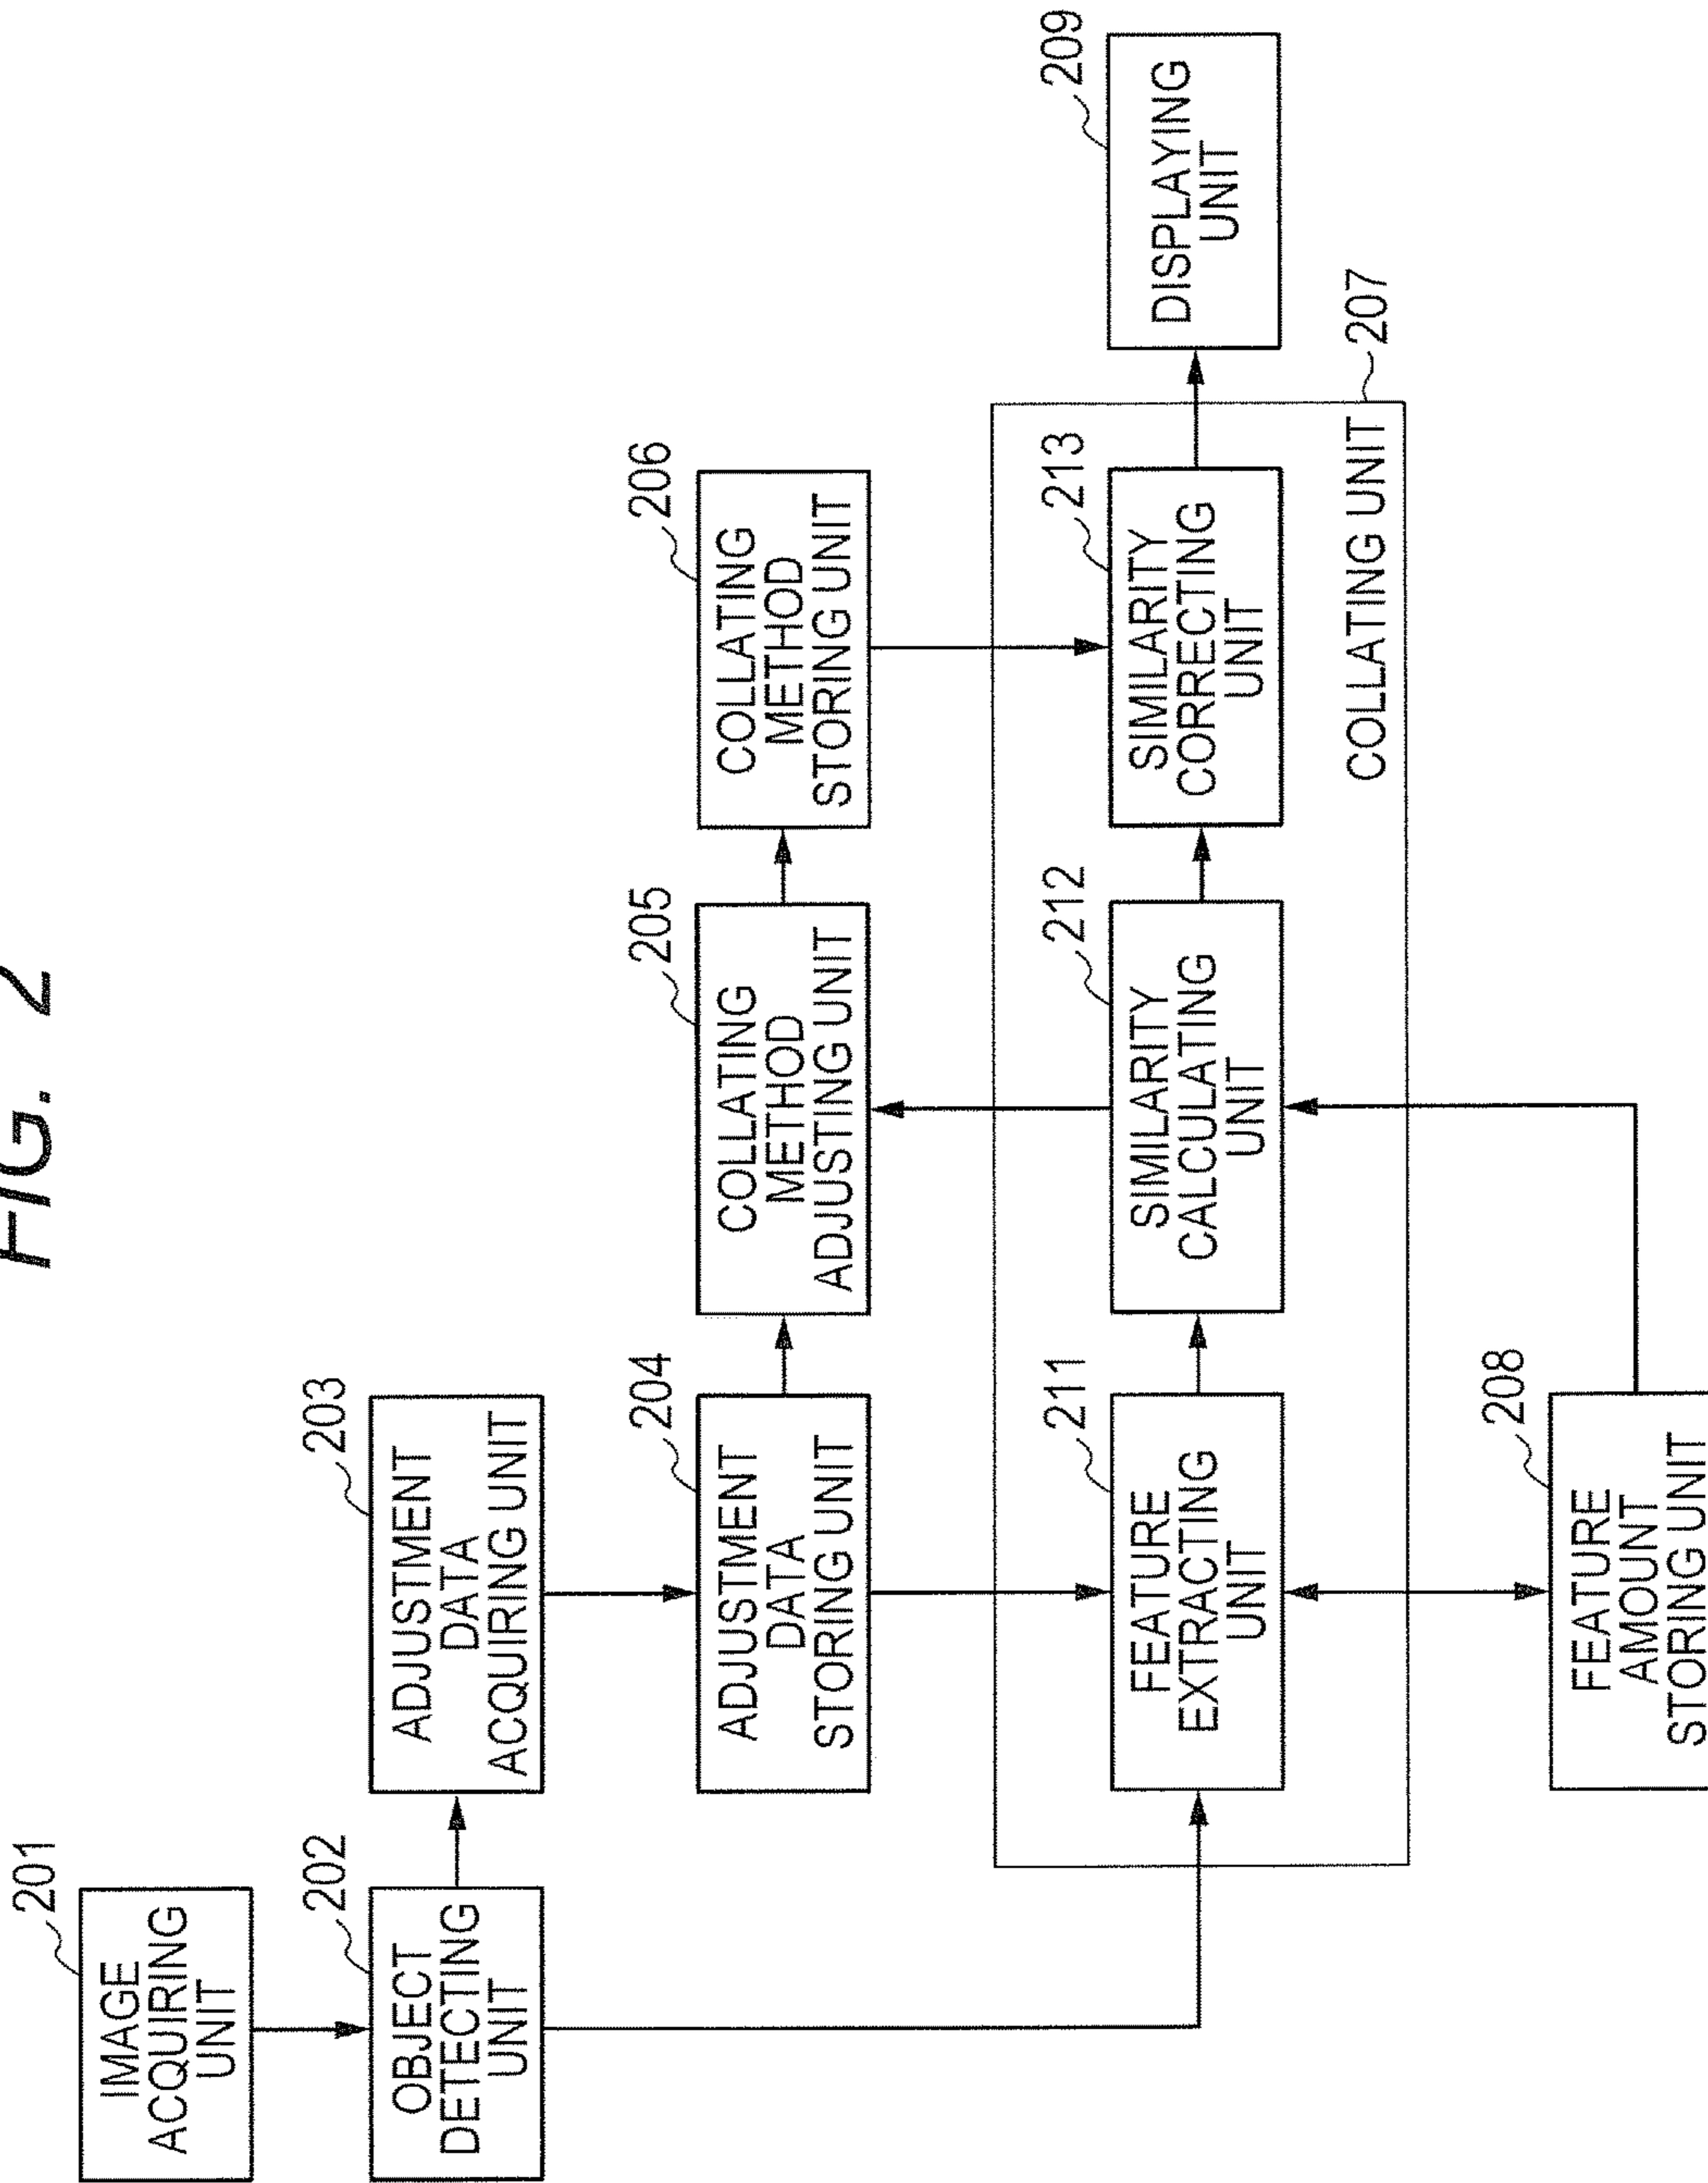 FIG. 2
201
IMAGE
ACQUIRING
UNIT
202
OBJECT
DETECTING
UNIT
203
ADJUSTMENT
DATA
ACQUIRING UNIT
204
ADJUSTMENT
DATA
STORING UNIT
205
COLLATING
METHOD
ADJUSTING UNIT
206
COLLATING
METHOD
STORING UNIT
211
FEATURE
EXTRACTING
UNIT
212
SIMILARITY
CALCULATING
UNIT
213
SIMILARITY
CORRECTING
UNIT
209
DISPLAYING
UNIT
COLLATING UNIT
207
208
FEATURE
AMOUNT
STORING UNIT